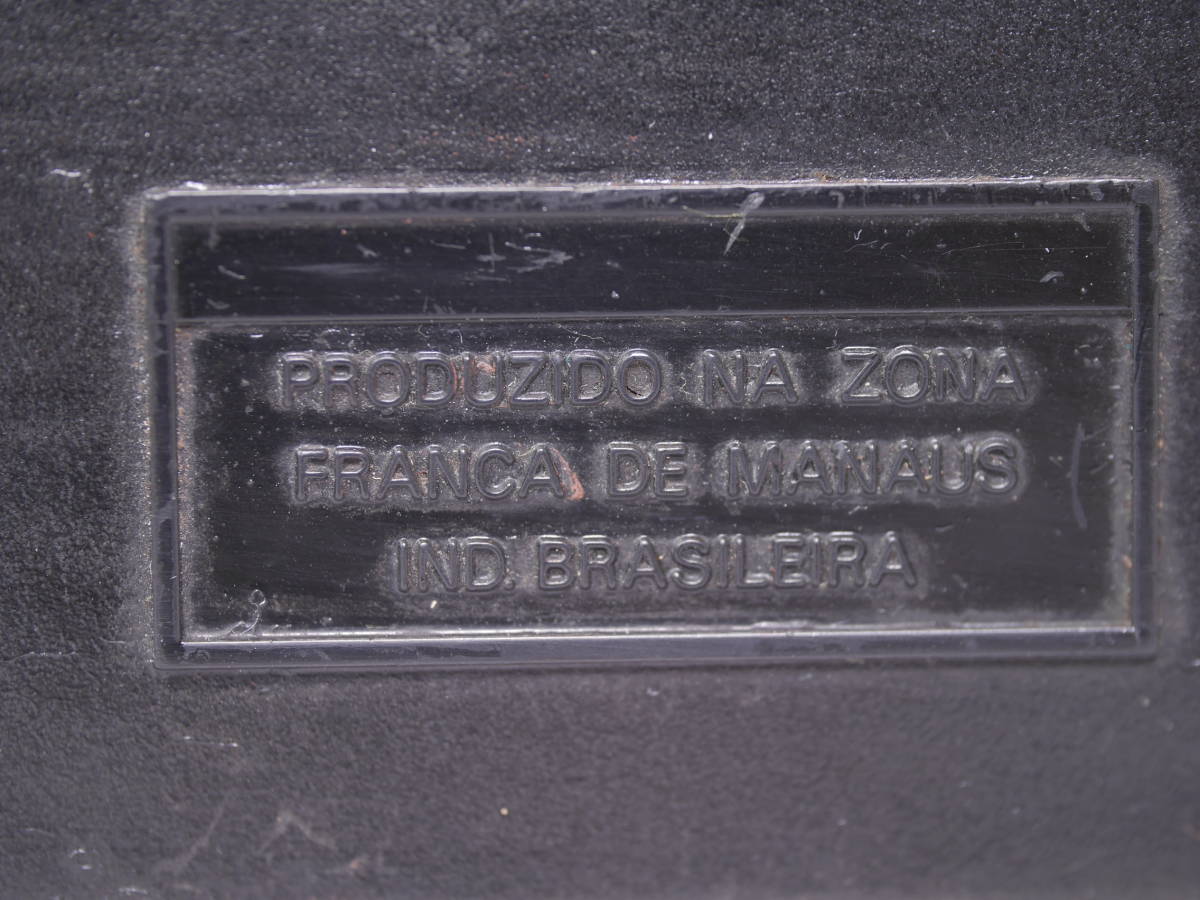 PRODUZIDO NA ZONA
FRANCA DE MANAUS
IND. BRASILEIRA